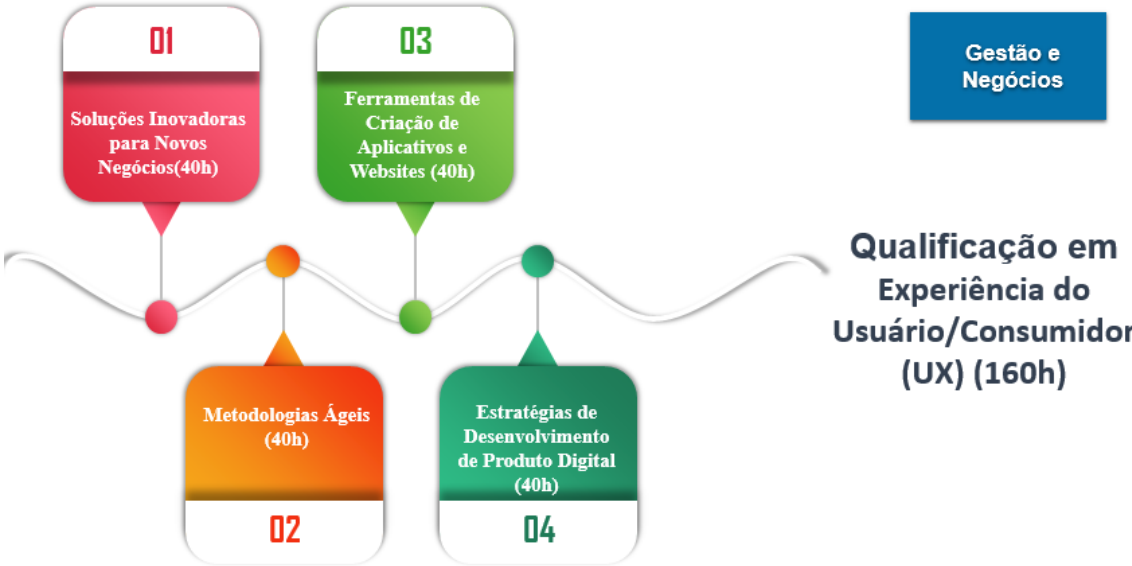 01
Soluções Inovadoras
para Novos
Negócios(40h)
03
Ferramentas de
Criação de
Aplicativos e
Websites (40h)
Gestão e
Negócios
Qualificação em
Experiência do
Usuário/Consumidor
(UX) (160h)
Metodologias Ágeis
(40h)
02
Estratégias de
Desenvolvimento
de Produto Digital
(40h)
04